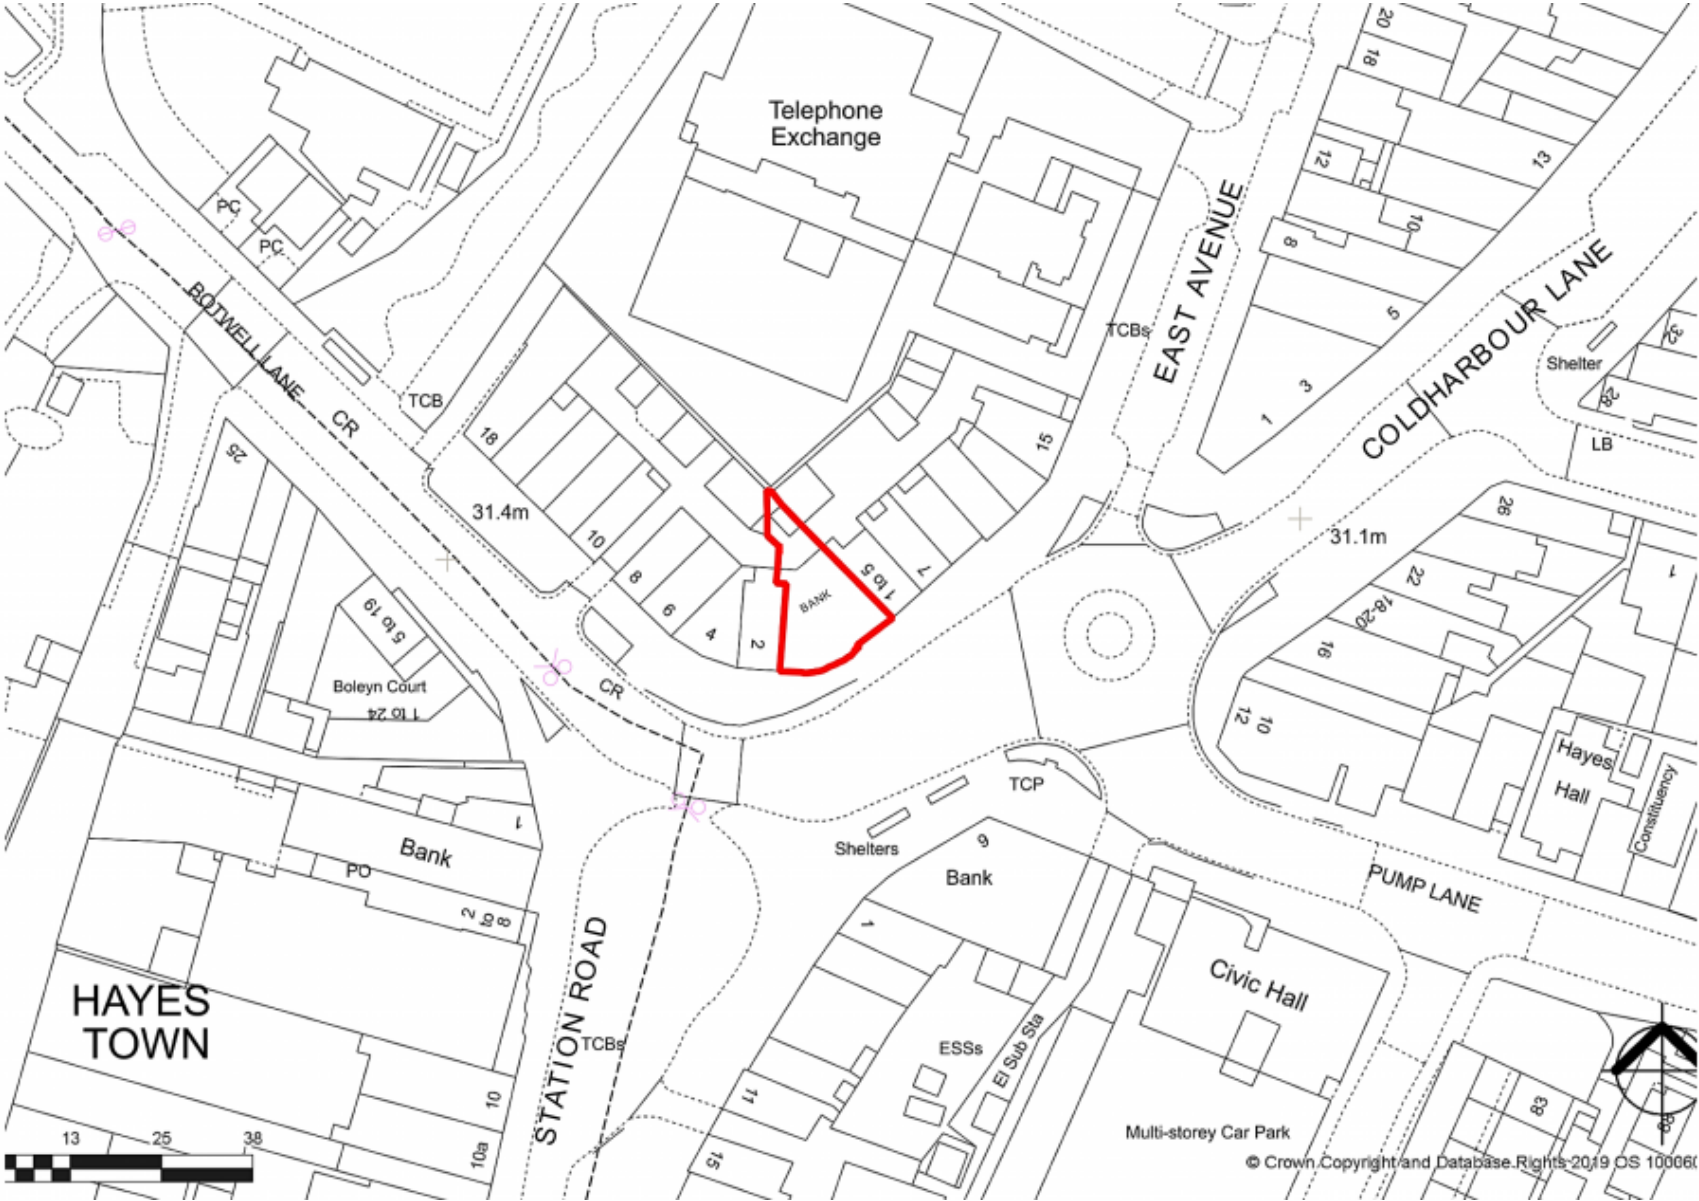 20
18
Telephone
Exchange
12
13
10
8
PC
PC
EAST AVENUE
BOTWELL LANE
TCBs
COLDHARBOUR LANE
5
3
1
Shelter
32
28
LB
CR
TCB
18
15
25
31.4m
10
26
31.1m
1
8
6
4
2
BANK
1 to 5
7
22
18-20
16
12
10
5 to 19
Boleyn Court
1 to 24
CR
Hayes
Hall
Constituency
TCP
Shelters
9
Bank
1
Bank
PO
2 to 8
PUMP LANE
1
Civic Hall
HAYES
TOWN
STATION ROAD
TCBs
ESSs
El Sub Sta
11
10
10a
15
83
89
Multi-storey Car Park
13 25 38
© Crown Copyright and Database Rights 2019 OS 100060